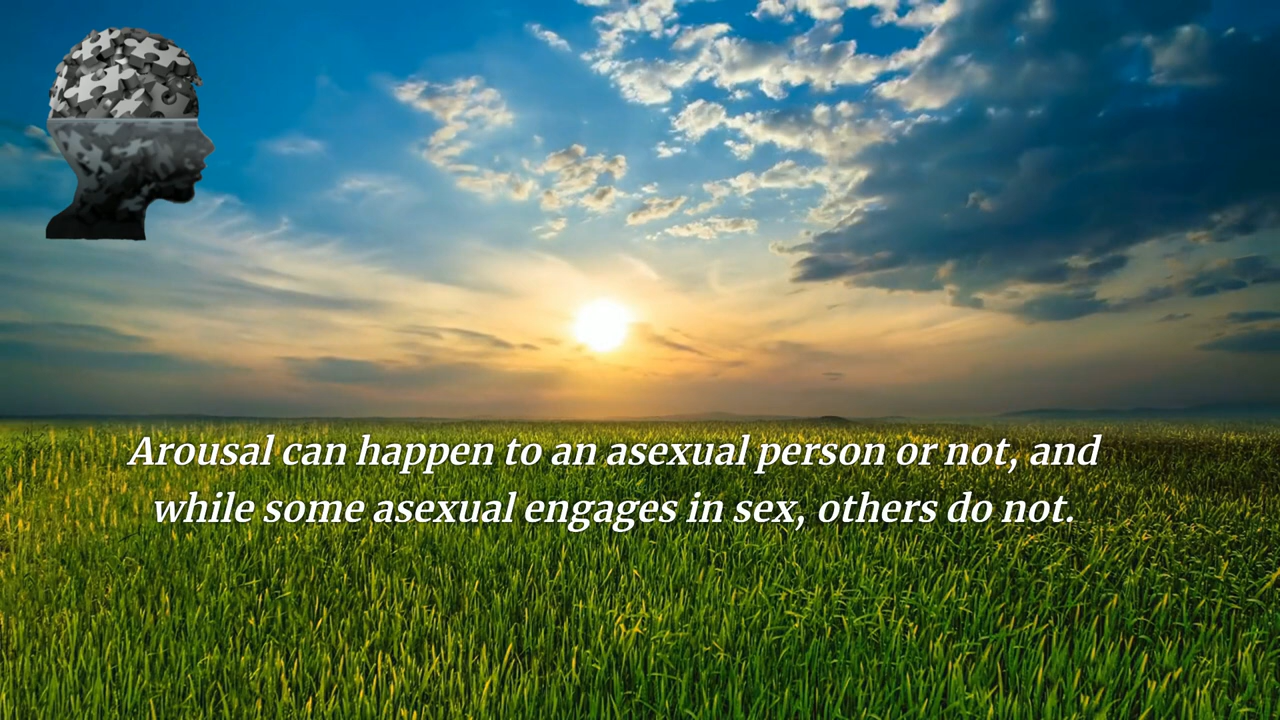 Arousal can happen to an asexual person or not, and
while some asexual engages in sex, others do not.